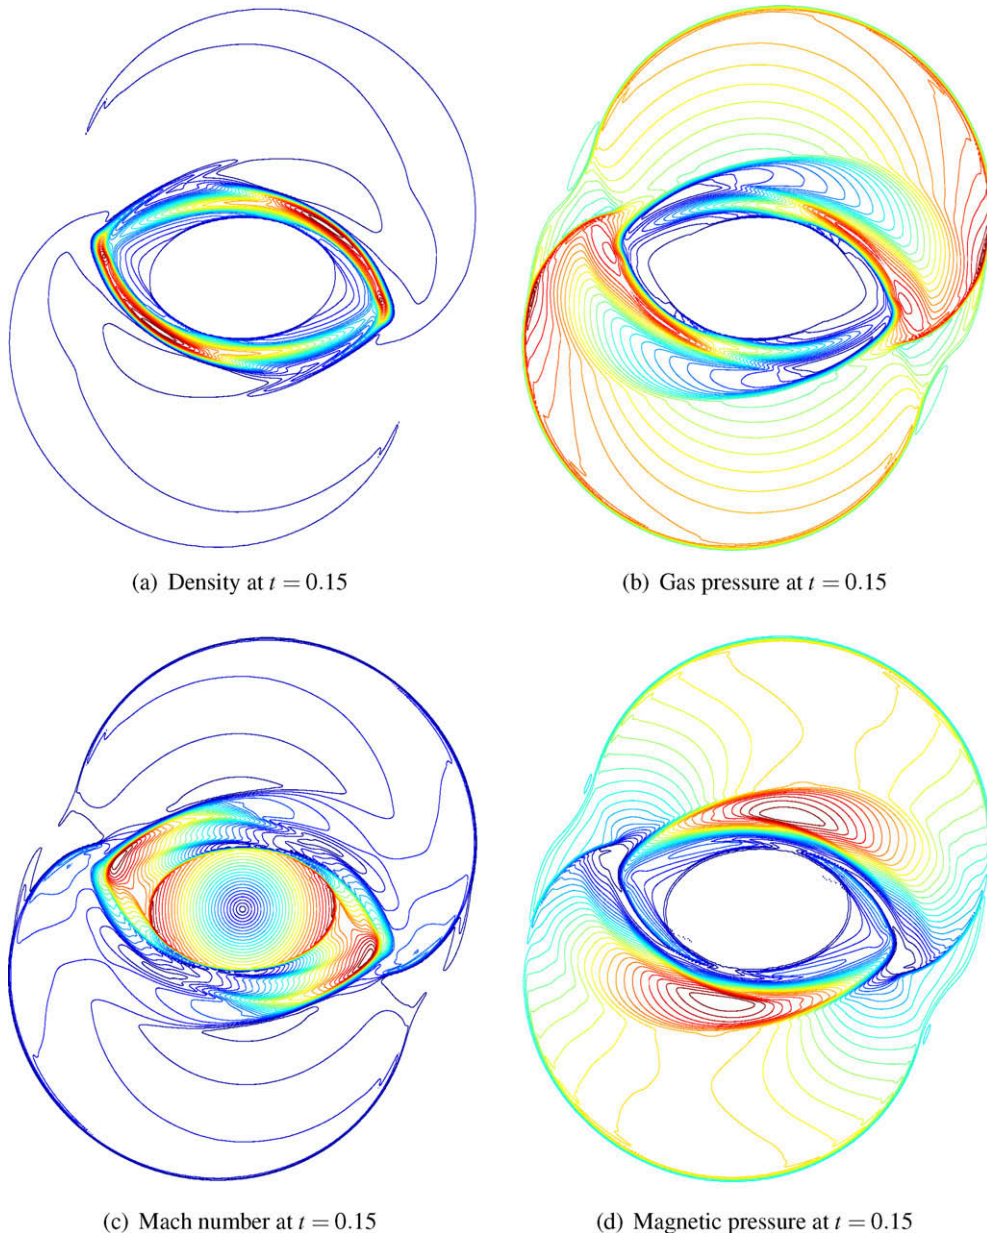 (a) Density at t = 0.15
(b) Gas pressure at t = 0.15
(c) Mach number at t = 0.15
(d) Magnetic pressure at t = 0.15